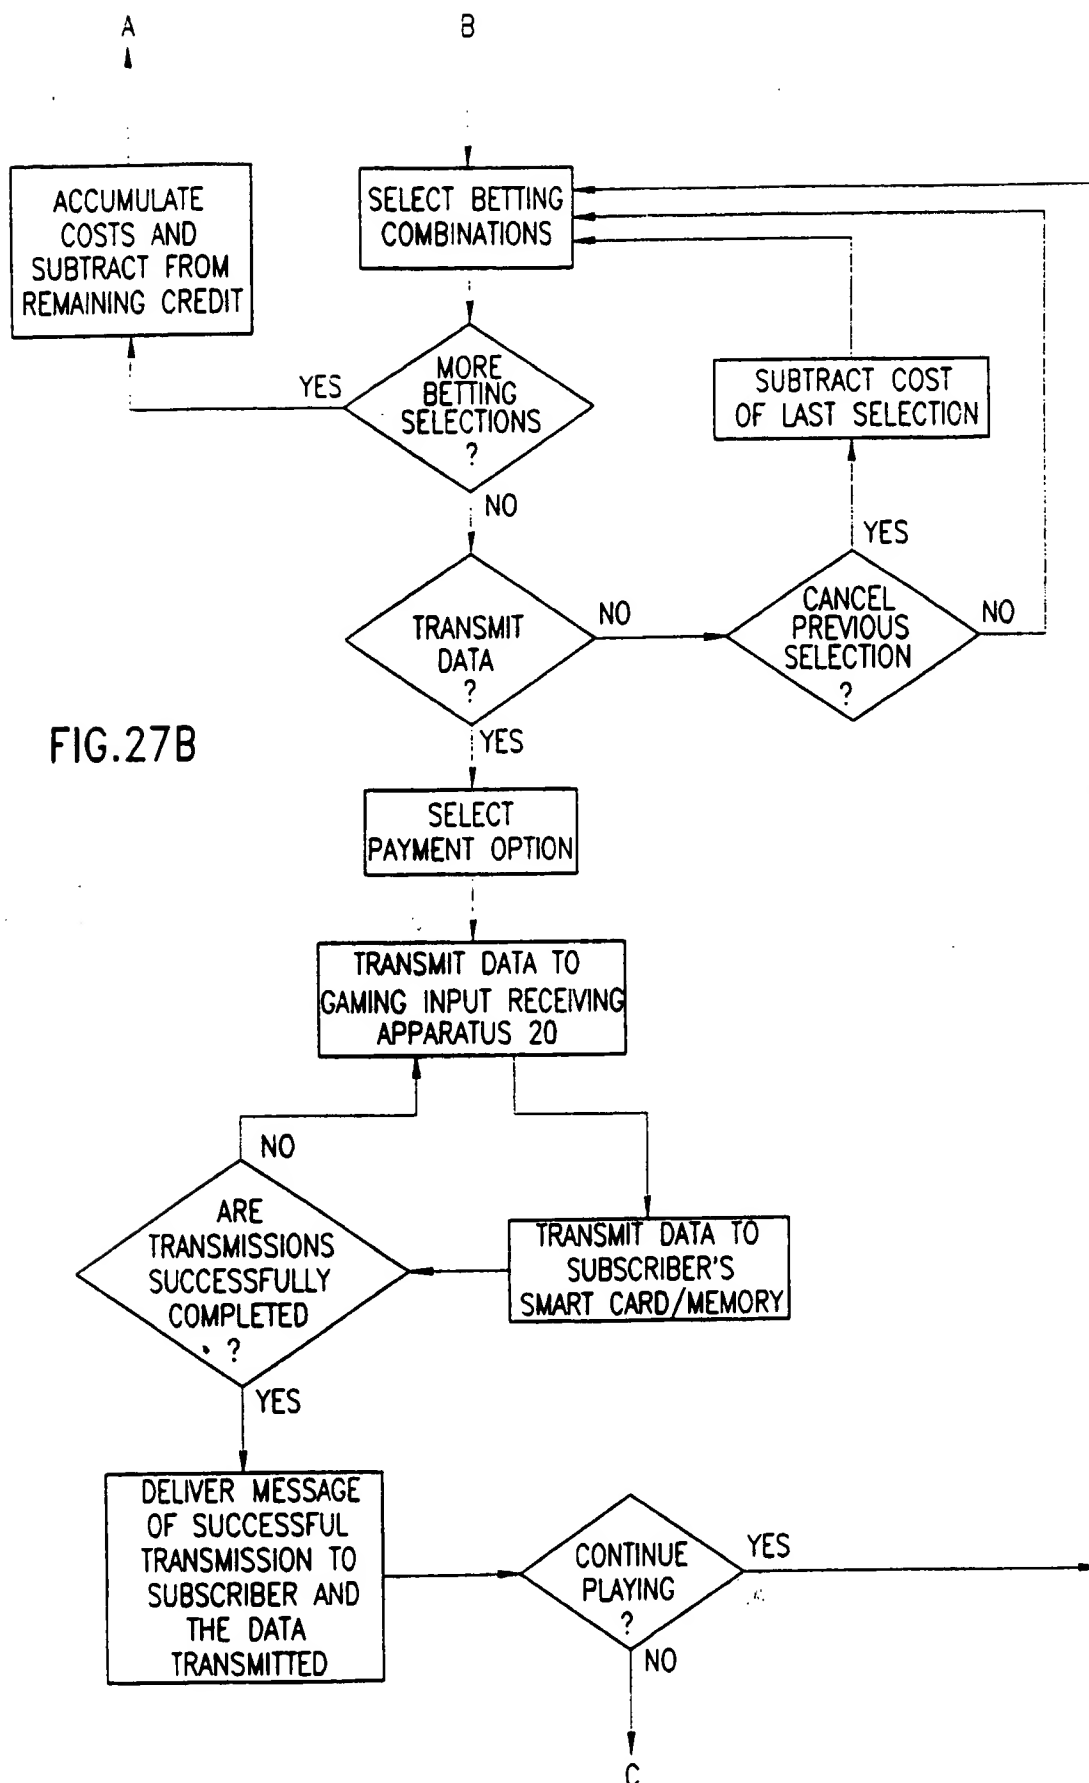 A
B
ACCUMULATE
COSTS AND
SUBTRACT FROM
REMAINING CREDIT
SELECT BETTING
COMBINATIONS
YES
MORE
BETTING
SELECTIONS
?
NO
SUBTRACT COST
OF LAST SELECTION
YES
TRANSMIT
DATA
?
NO
CANCEL
PREVIOUS
SELECTION
?
NO
FIG.27B
YES
SELECT
PAYMENT OPTION
TRANSMIT DATA TO
GAMING INPUT RECEIVING
APPARATUS 20
NO
ARE
TRANSMISSIONS
SUCCESSFULLY
COMPLETED
?
TRANSMIT DATA TO
SUBSCRIBER'S
SMART CARD/MEMORY
YES
DELIVER MESSAGE
OF SUCCESSFUL
TRANSMISSION TO
SUBSCRIBER AND
THE DATA
TRANSMITTED
CONTINUE
PLAYING
?
YES
NO
C